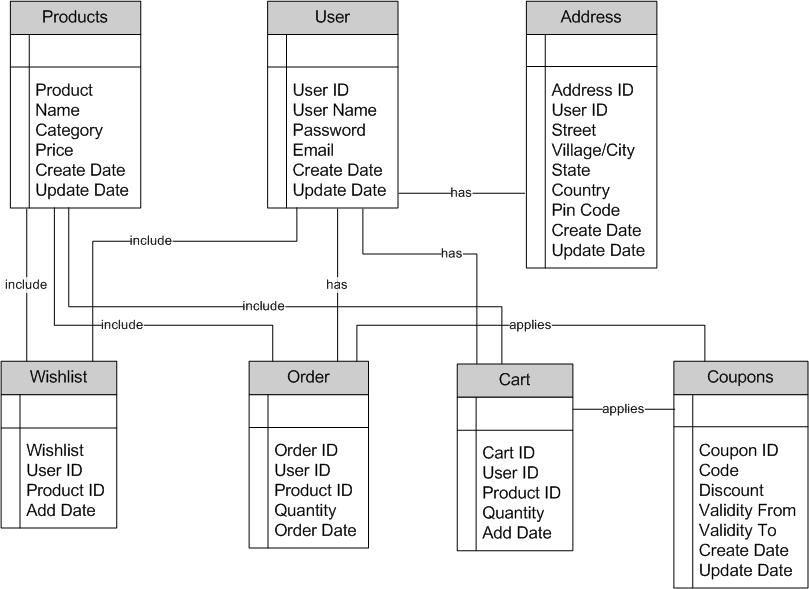 Products
Product
Name
Category
Price
Create Date
Update Date
User
User ID
User Name
Password
Email
Create Date
Update Date
Address
Address ID
User ID
Street
Village/City
State
Country
Pin Code
Create Date
Update Date
has
include
has
include
has
include
include
applies
Wishlist
Wishlist
User ID
Product ID
Add Date
Order
Order ID
User ID
Product ID
Quantity
Order Date
Cart
Cart ID
User ID
Product ID
Quantity
Add Date
applies
Coupons
Coupon ID
Code
Discount
Validity From
Validity To
Create Date
Update Date